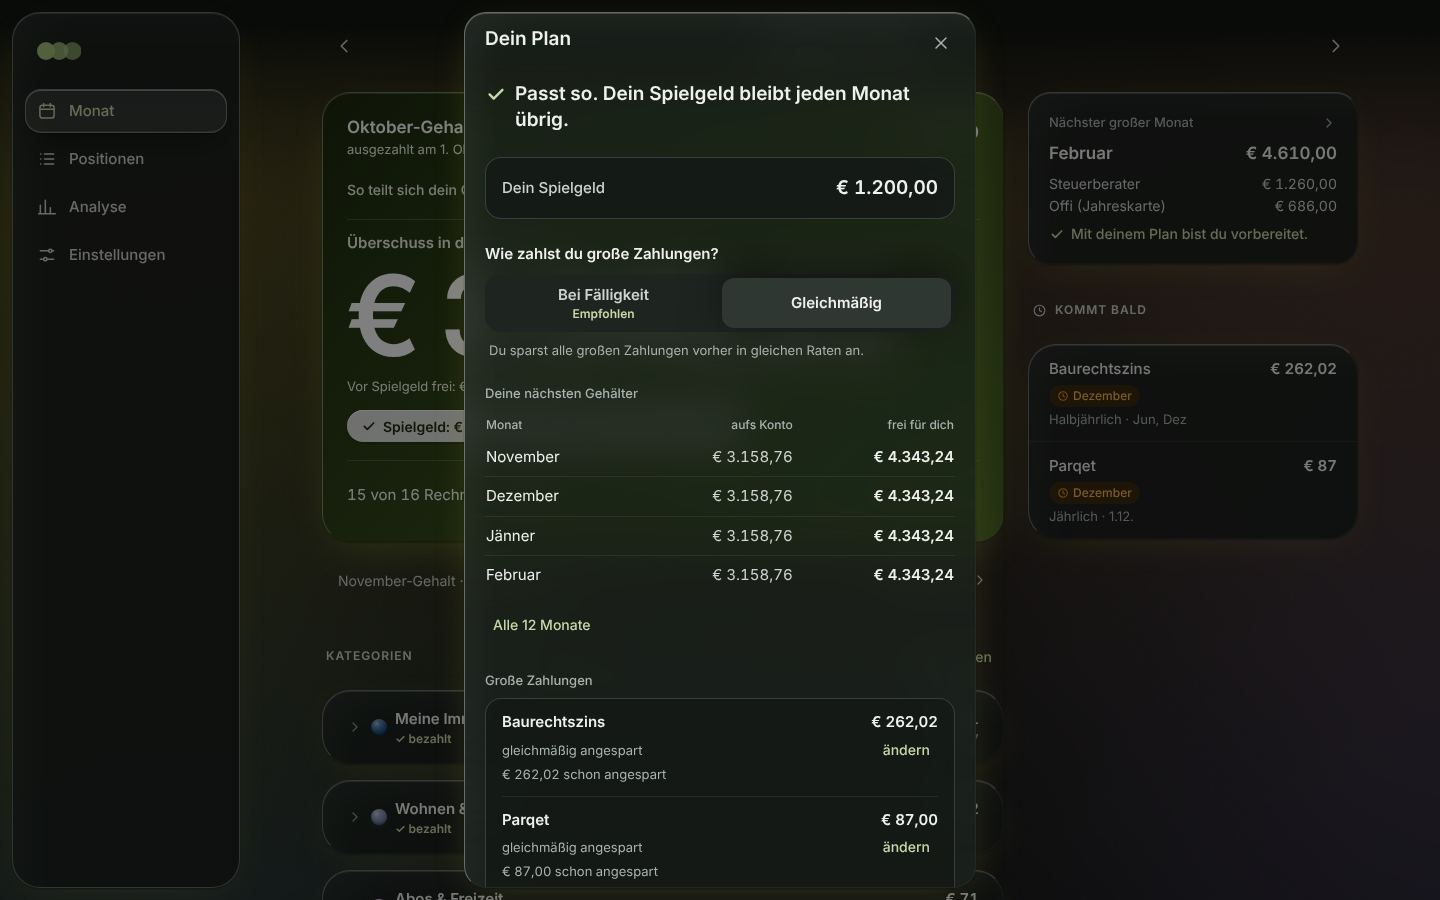 Monat
Positionen
Analyse
Einstellungen
Oktober-Geha
ausgezahlt am 1. O
So teilt sich dein
Überschuss in d
€ 3
Vor Spielgeld frei: €
Spielgeld: €
15 von 16 Rechn
November-Gehalt ·
KATEGORIEN
Meine Im
✓ bezahlt
Wohnen &
✓ bezahlt
Abos & Freizeit
€ 71
en
Dein Plan
Passt so. Dein Spielgeld bleibt jeden Monat
übrig.
Dein Spielgeld € 1.200,00
Wie zahlst du große Zahlungen?
Bei Fälligkeit
Empfohlen
Gleichmäßig
Du sparst alle großen Zahlungen vorher in gleichen Raten an.
Deine nächsten Gehälter
Monat aufs Konto frei für dich
November € 3.158,76 € 4.343,24
Dezember € 3.158,76 € 4.343,24
Jänner € 3.158,76 € 4.343,24
Februar € 3.158,76 € 4.343,24
Alle 12 Monate
Große Zahlungen
Baurechtszins € 262,02
gleichmäßig angespart ändern
€ 262,02 schon angespart
Parqet € 87,00
gleichmäßig angespart ändern
€ 87,00 schon angespart
Nächster großer Monat
Februar € 4.610,00
Steuerberater € 1.260,00
Offi (Jahreskarte) € 686,00
Mit deinem Plan bist du vorbereitet.
KOMMT BALD
Baurechtszins € 262,02
Dezember
Halbjährlich · Jun, Dez
Parqet € 87
Dezember
Jährlich · 1.12.